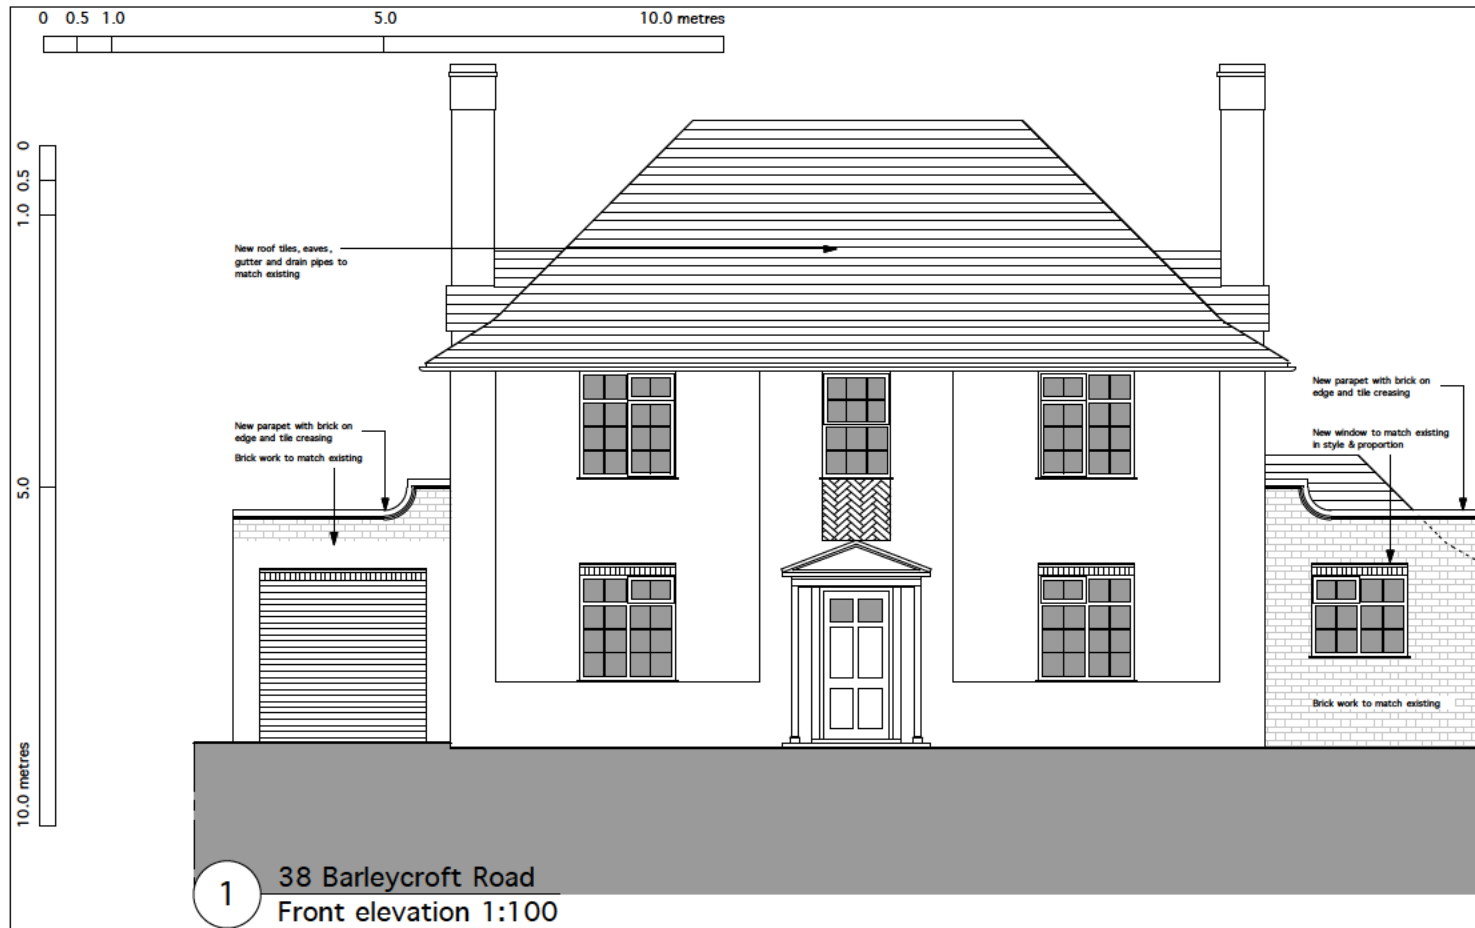 0 0.5 1.0 5.0 10.0 metres
0
0.5
1.0
5.0
10.0 metres
New roof tiles, eaves,
gutter and drain pipes to
match existing
New parapet with brick on
edge and tile creasing
Brick work to match existing
New parapet with brick on
edge and tile creasing
New window to match existing
in style & proportion
Brick work to match existing
1
38 Barleycroft Road
Front elevation 1:100